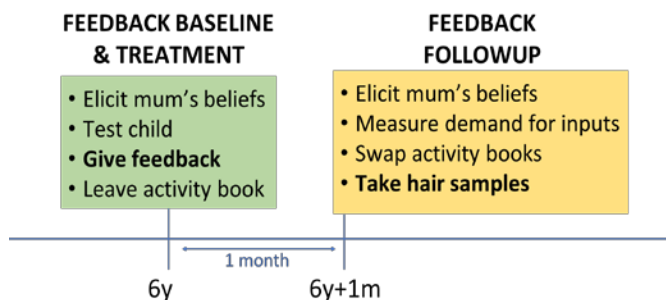 FEEDBACK BASELINE
& TREATMENT
• Elicit mum's beliefs
• Test child
• Give feedback
• Leave activity book
FEEDBACK
FOLLOWUP
• Elicit mum's beliefs
• Measure demand for inputs
• Swap activity books
• Take hair samples
1 month
6y
6y+1m